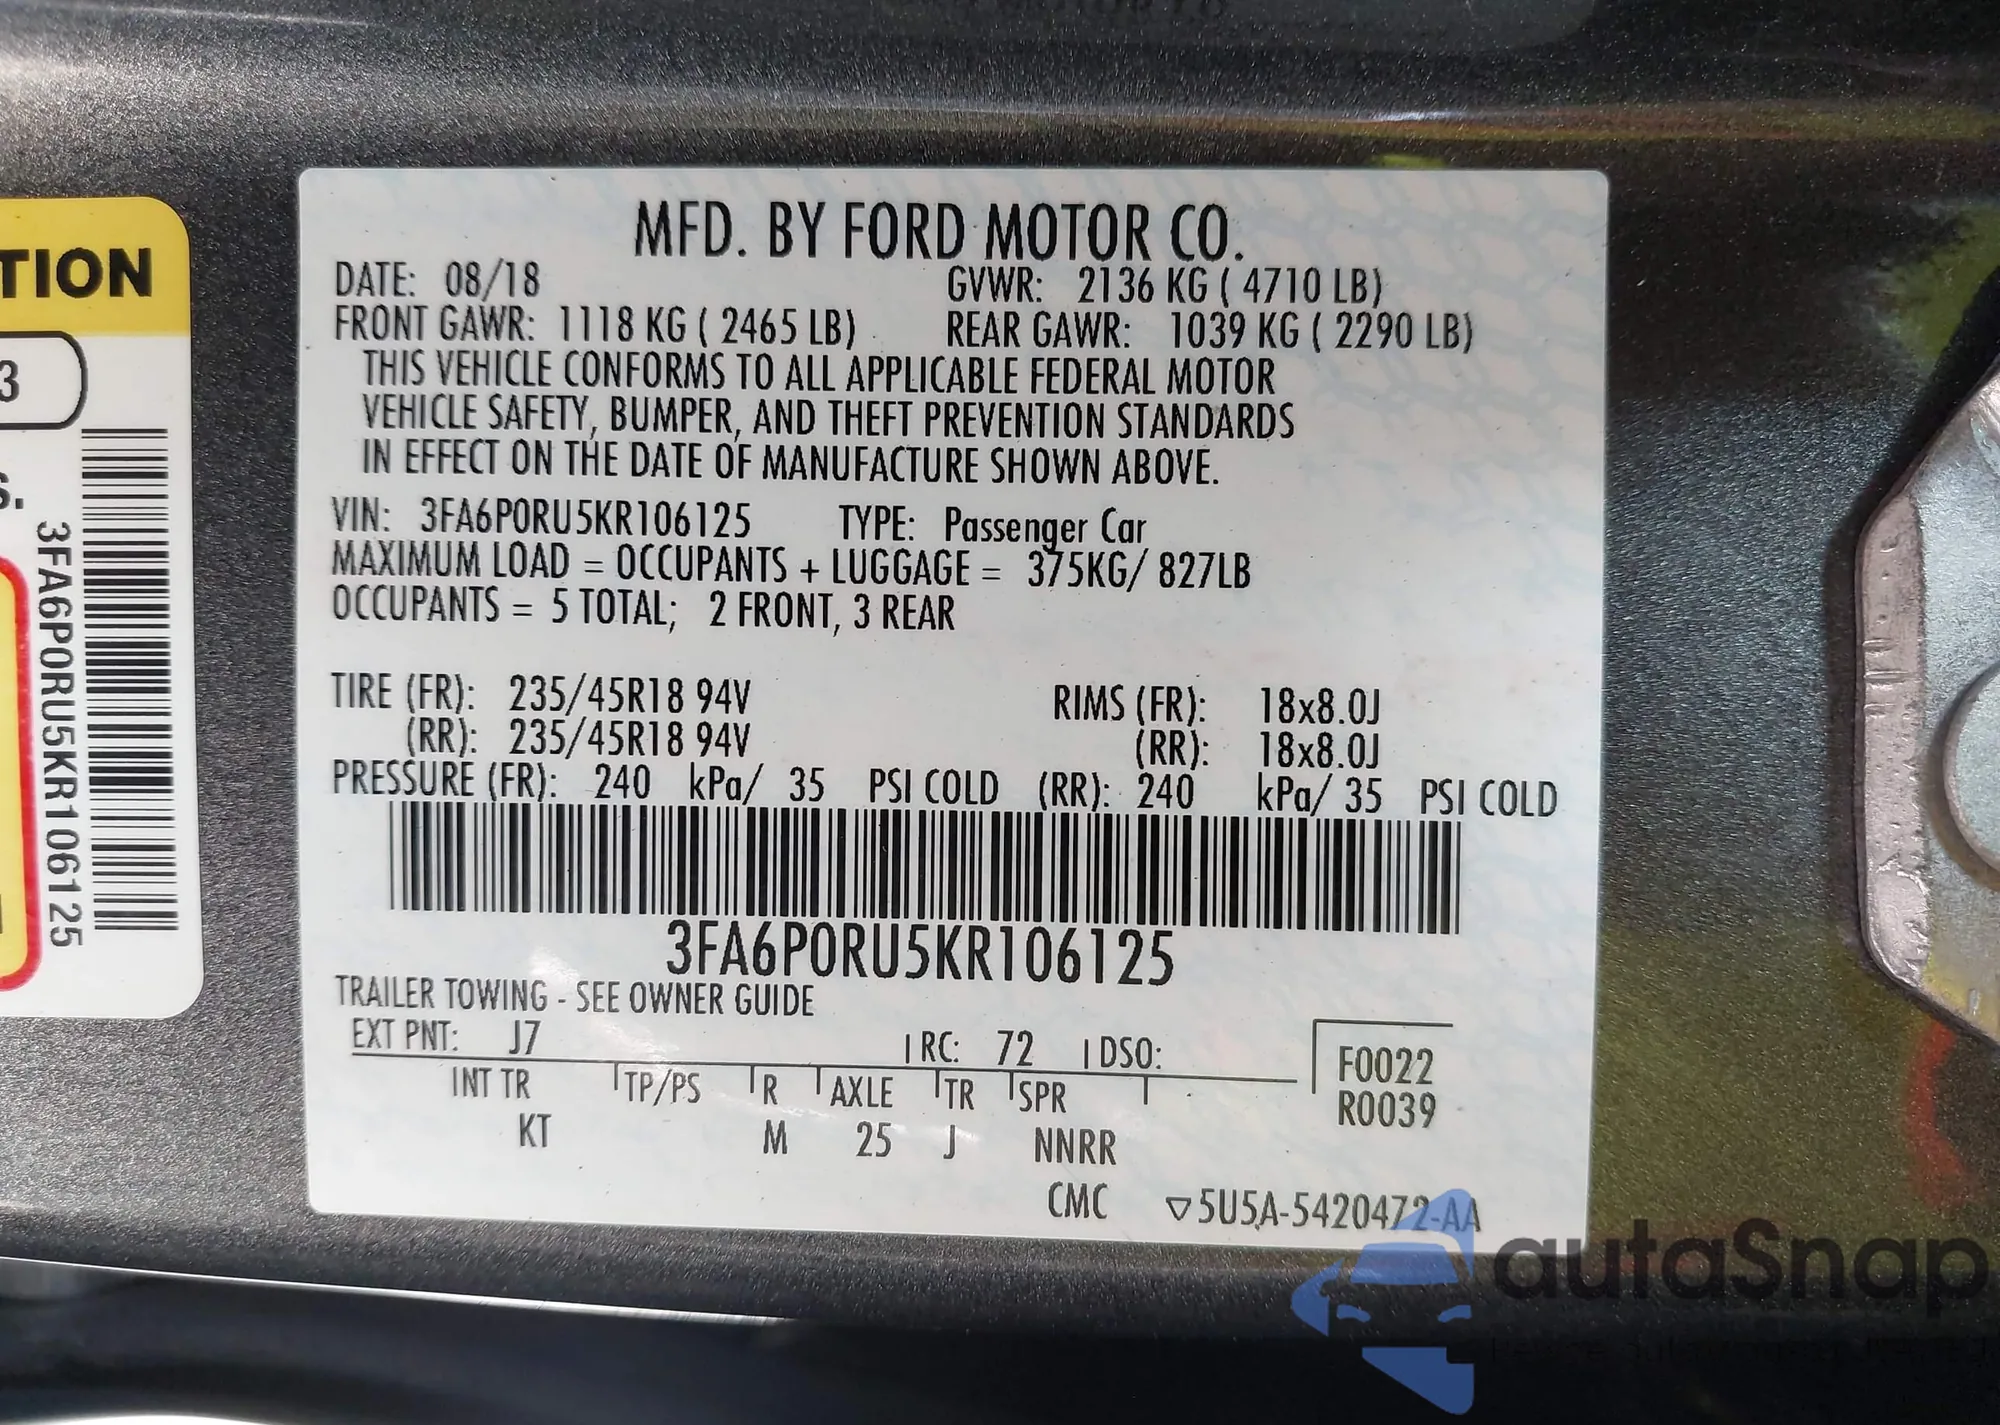 MFD. BY FORD MOTOR CO.
DATE: 08/18 GVWR: 2136 KG ( 4710 LB)
FRONT GAWR: 1118 KG ( 2465 LB) REAR GAWR: 1039 KG ( 2290 LB)
THIS VEHICLE CONFORMS TO ALL APPLICABLE FEDERAL MOTOR
VEHICLE SAFETY, BUMPER, AND THEFT PREVENTION STANDARDS
IN EFFECT ON THE DATE OF MANUFACTURE SHOWN ABOVE.
VIN: 3FA6P0RU5KR106125 TYPE: Passenger Car
MAXIMUM LOAD = OCCUPANTS + LUGGAGE = 375KG/ 827LB
OCCUPANTS = 5 TOTAL; 2 FRONT, 3 REAR
TIRE (FR): 235/45R18 94V RIMS (FR): 18x8.0J
(RR): 235/45R18 94V (RR): 18x8.0J
PRESSURE (FR): 240 kPa/ 35 PSI COLD (RR): 240 kPa/ 35 PSI COLD
3FA6P0RU5KR106125
TRAILER TOWING - SEE OWNER GUIDE
EXT PNT: J7 RC: 72 DSO:
INT TR TP/PS R AXLE TR SPR
KT M 25 J NNRR
F0022
R0039
CMC ▽5U5A-5420472-AA
TION
3
S.
3FA6P0RU5KR106125
autaSnap